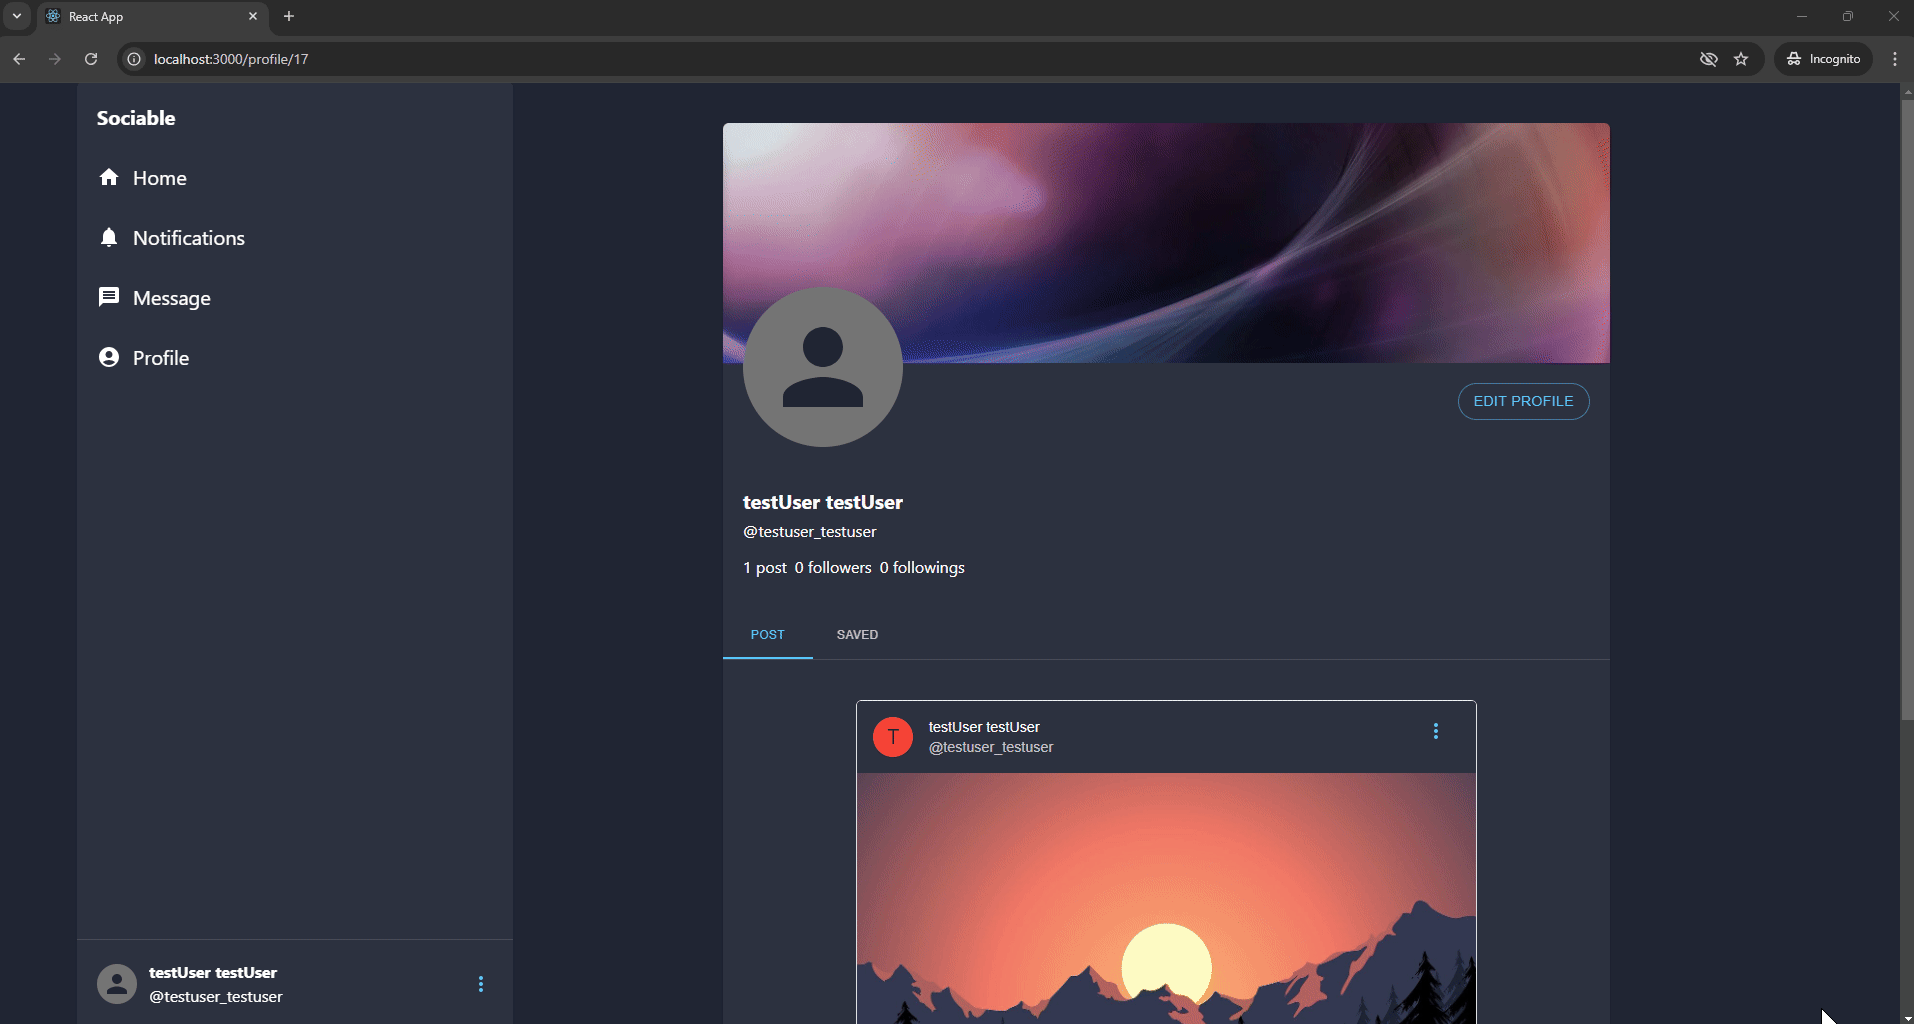 React App
localhost:3000/profile/17
Incognito
Sociable
Home
Notifications
Message
Profile
EDIT PROFILE
testUser testUser
@testuser_testuser
1 post 0 followers 0 followings
POST SAVED
T
testUser testUser
@testuser_testuser
testUser testUser
@testuser_testuser